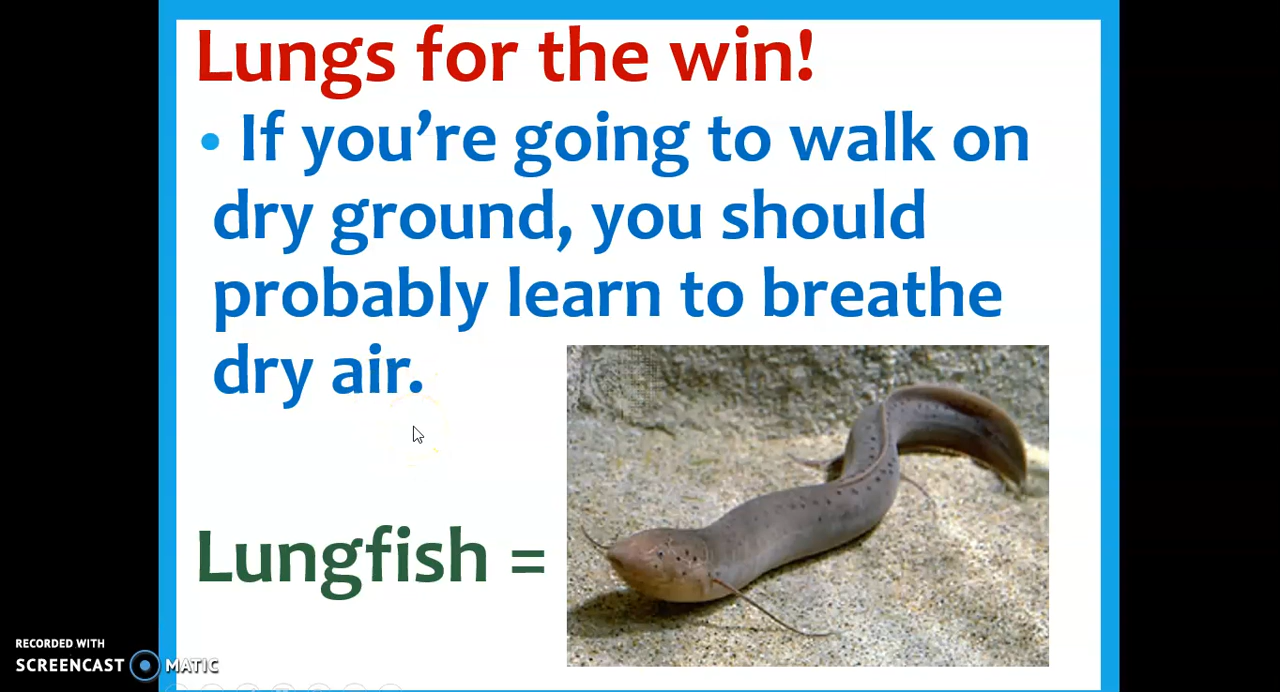 Lungs for the win!
• If you’re going to walk on
dry ground, you should
probably learn to breathe
dry air.
Lungfish =
RECORDED WITH
SCREENCAST MATIC